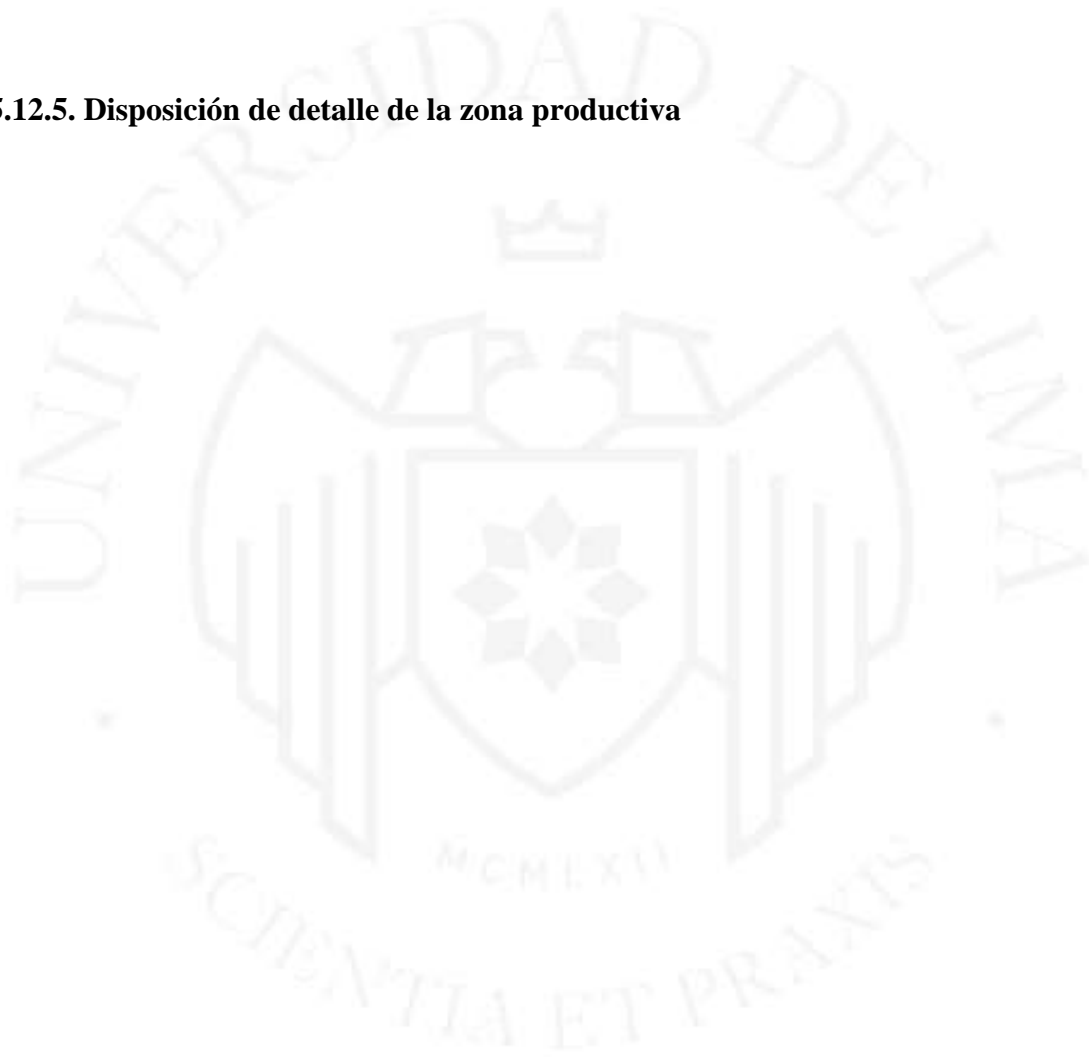 5.12.5. Disposición de detalle de la zona productiva
UNIVERSIDAD DE LIMA
MCMLXII
SCIENTIA ET PRAXIS